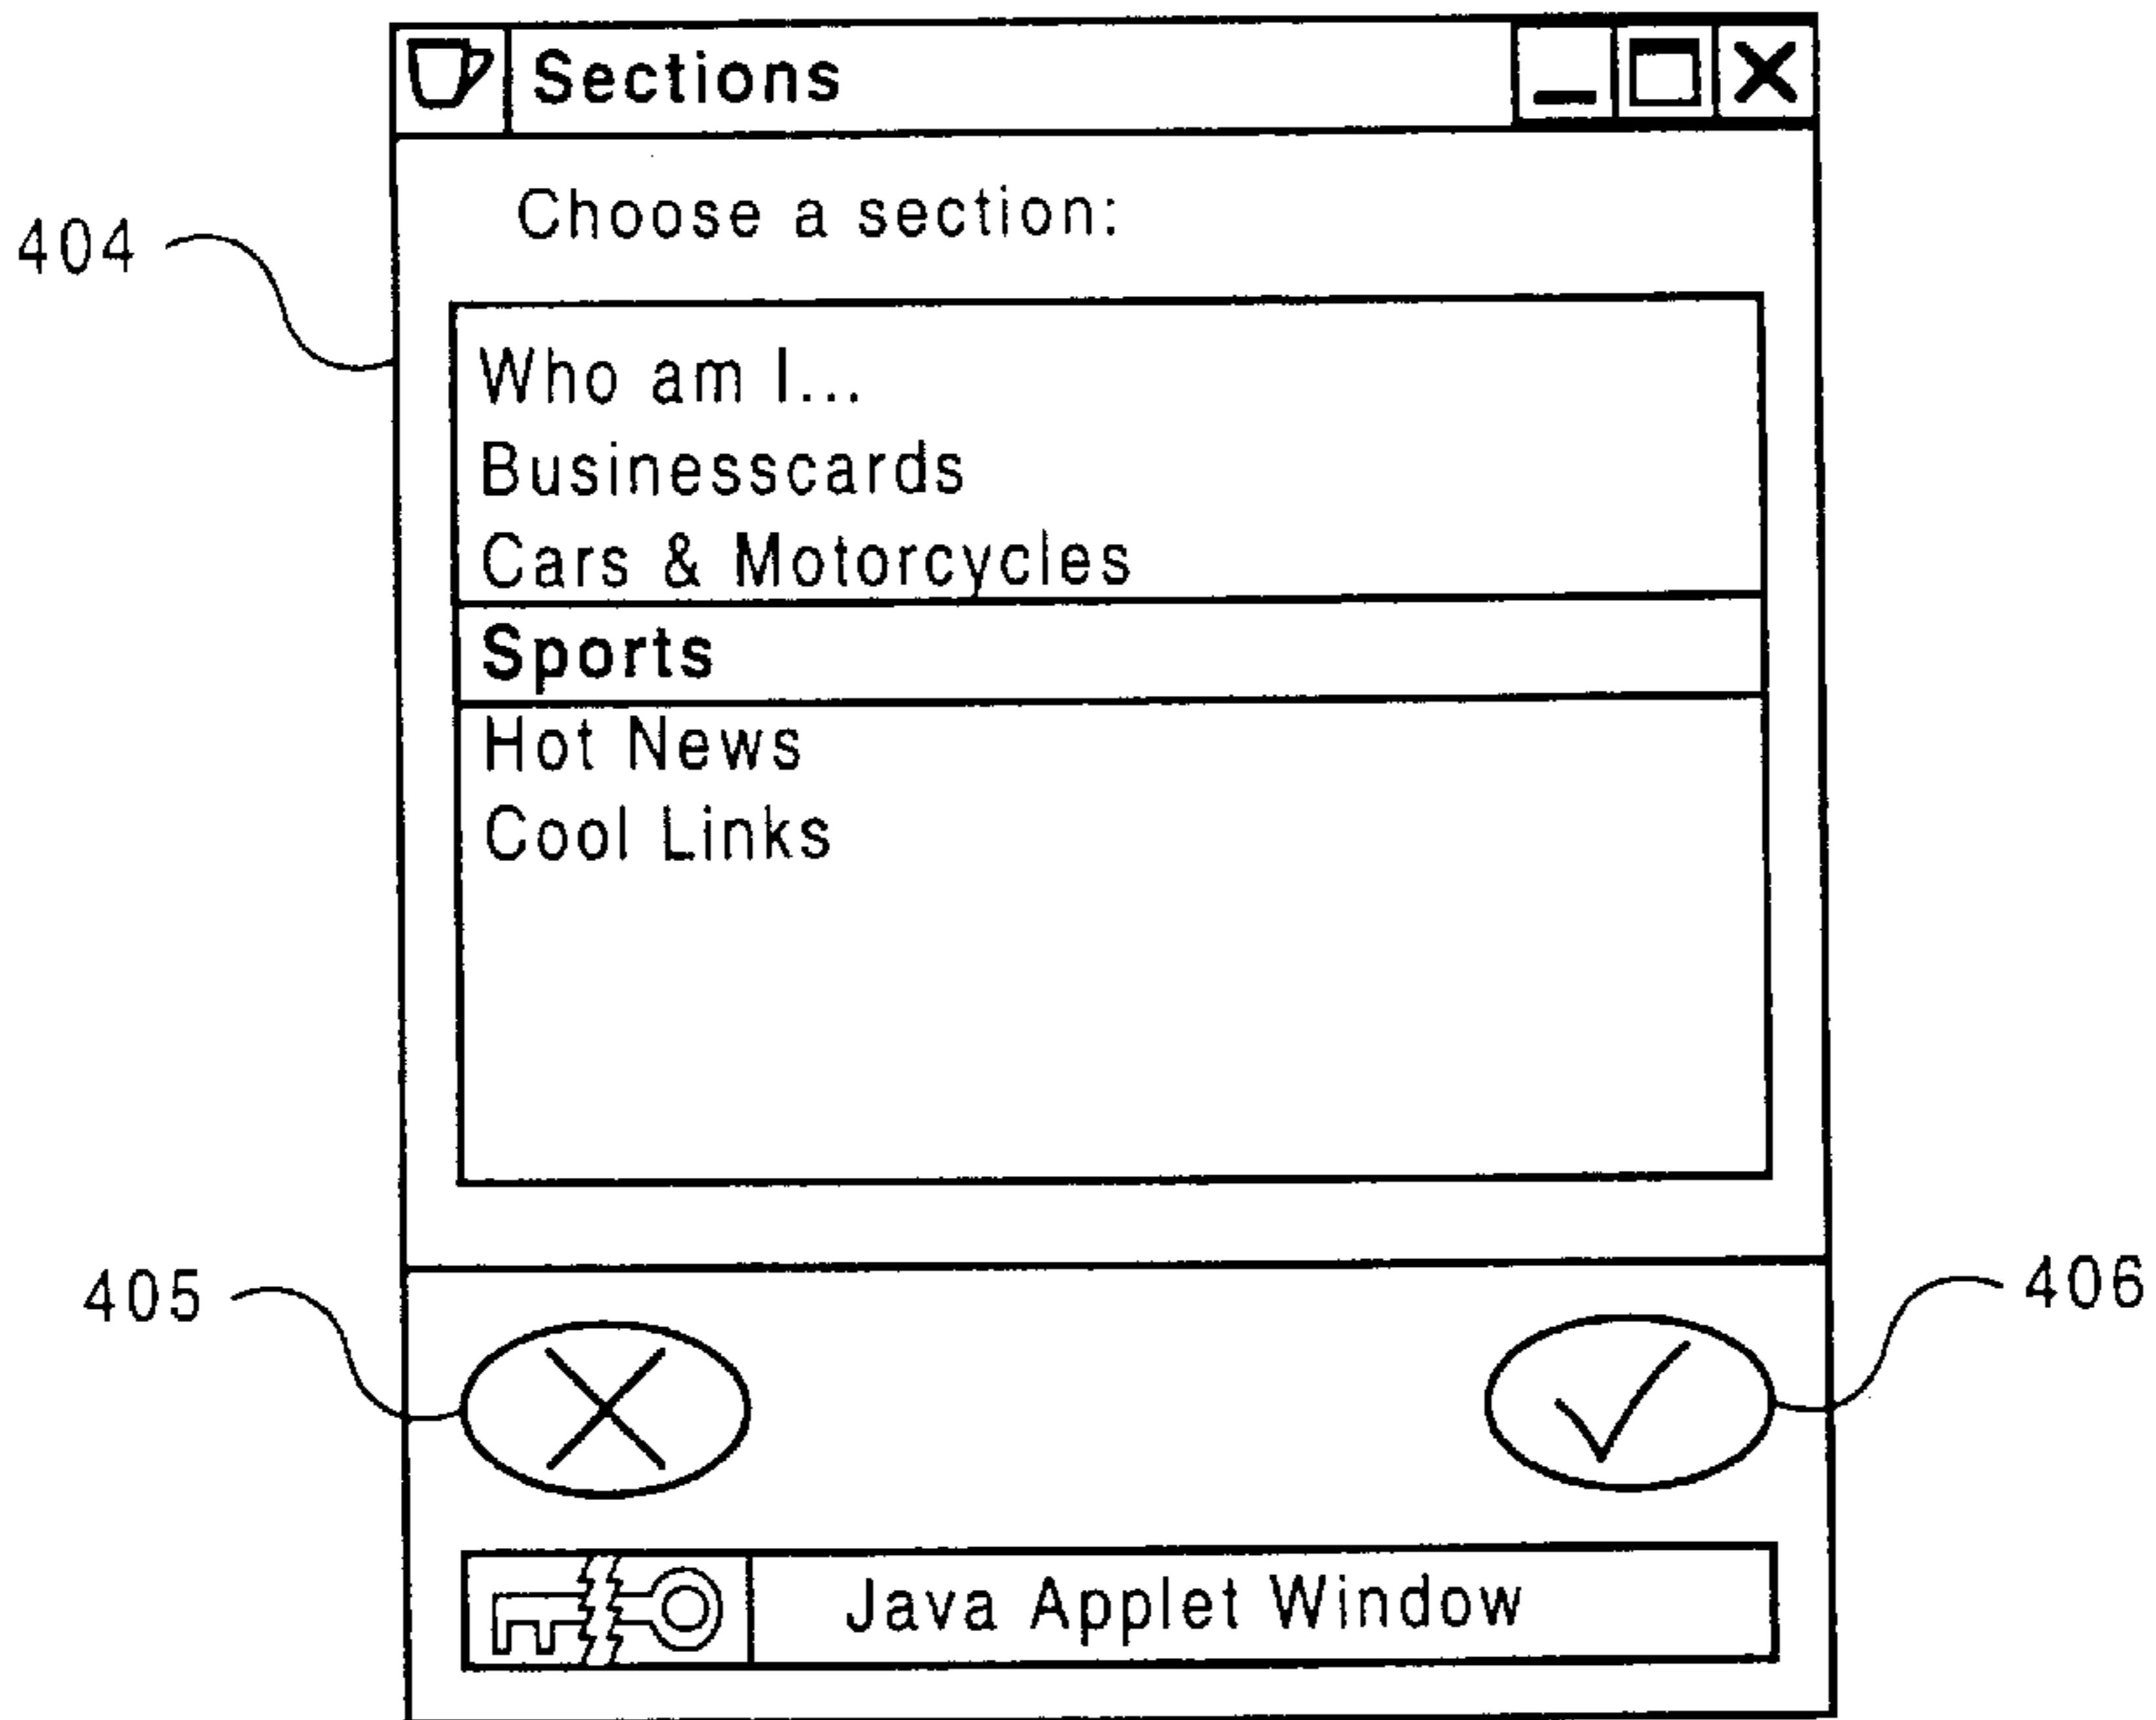 Sections
Choose a section:
404
Who am I...
Businesscards
Cars & Motorcycles
Sports
Hot News
Cool Links
405
406
Java Applet Window